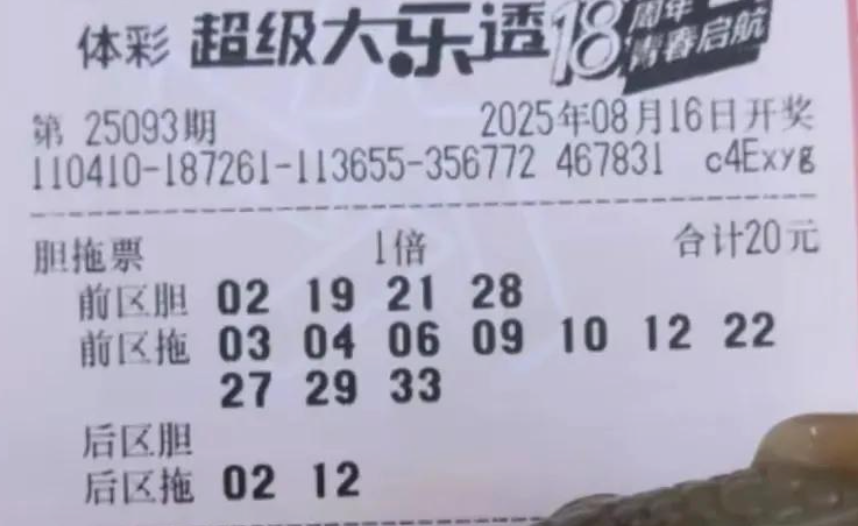 体彩 超级大乐透 18 周年 青春启航
第 25093期 2025年08月16日开奖
110410-187261-113655-356772 467831 c4Exyg
胆拖票 1倍 合计20元
前区胆 02 19 21 28
前区拖 03 04 06 09 10 12 22
27 29 33
后区胆
后区拖 02 12